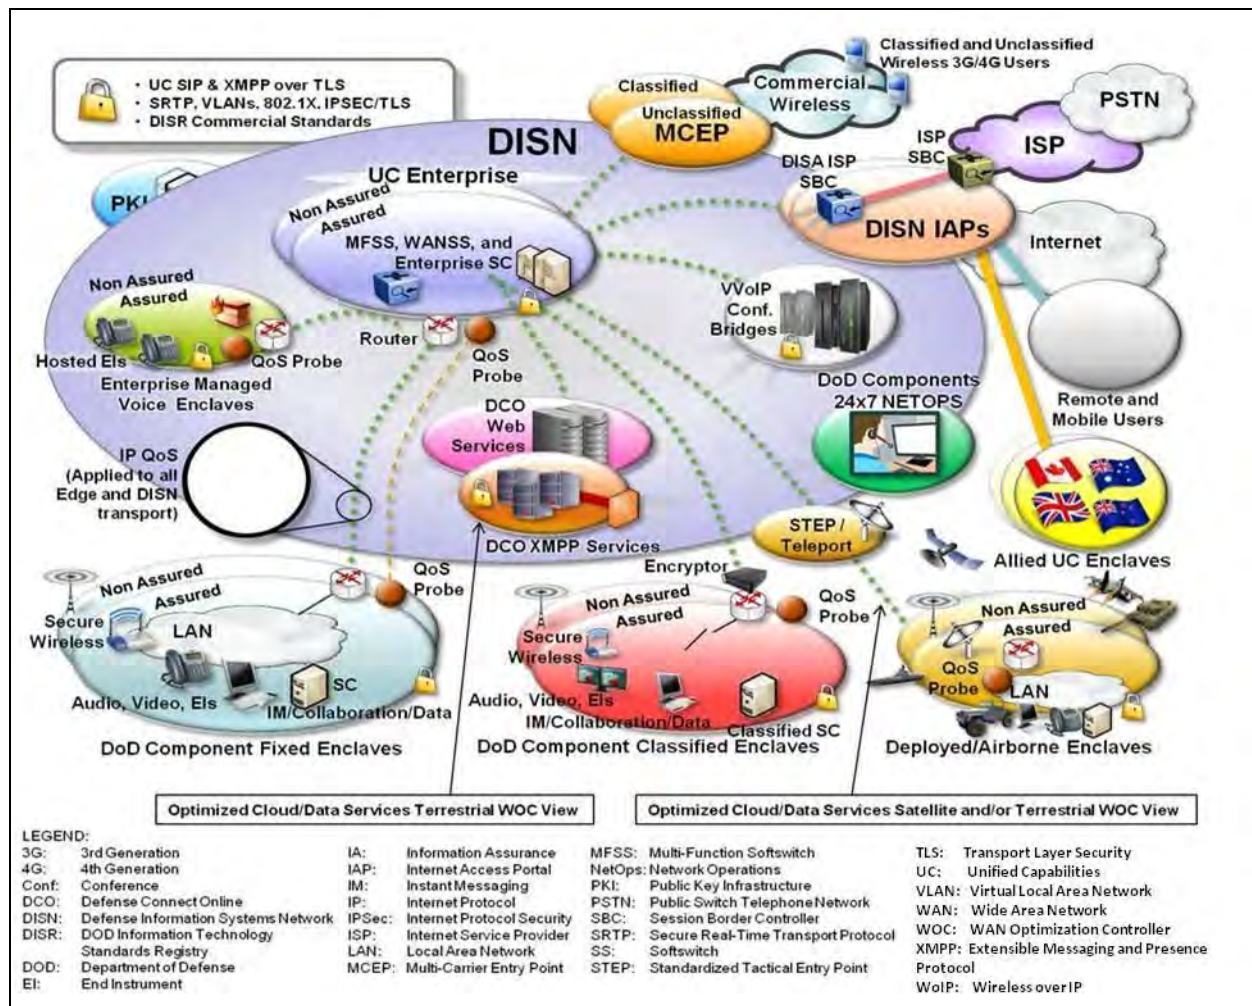 • UC SIP & XMPP over TLS
• SRTP, VLANs, 802.1X, IPSEC/TLS
• DISR Commercial Standards
Classified and Unclassified
Wireless 3G/4G Users
Commercial
Wireless
Classified
Unclassified
MCEP
PSTN
ISP
ISP
SBC
DISA ISP
SBC
DISN IAPs
Internet
Remote and
Mobile Users
DISN
UC Enterprise
Non Assured
Assured
MFSS, WANSS, and
Enterprise SC
PKI
Non Assured
Assured
Hosted EIs
QoS Probe
Enterprise Managed
Voice Enclaves
Router
QoS
Probe
VVoIP
Conf.
Bridges
DoD Components
24x7 NETOPS
DCO
Web
Services
DCO XMPP Services
IP QoS
(Applied to all
Edge and DISN
transport)
STEP /
Teleport
Allied UC Enclaves
Non Assured
Assured
QoS
Probe
Secure
Wireless
LAN
SC
Audio, Video, EIs
IM/Collaboration/Data
DoD Component Fixed Enclaves
Encryptor
Non Assured
Assured
QoS
Probe
Secure
Wireless
Audio, Video, EIs
IM/Collaboration/Data
Classified SC
DoD Component Classified Enclaves
Non Assured
Assured
QoS
Probe
LAN
Deployed/Airborne Enclaves
Optimized Cloud/Data Services Terrestrial WOC View
Optimized Cloud/Data Services Satellite and/or Terrestrial WOC View
LEGEND:
3G: 3rd Generation
4G: 4th Generation
Conf: Conference
DCO: Defense Connect Online
DISN: Defense Information Systems Network
DISR: DOD Information Technology
Standards Registry
DOD: Department of Defense
EI: End Instrument
IA: Information Assurance
IAP: Internet Access Portal
IM: Instant Messaging
IP: Internet Protocol
IPSec: Internet Protocol Security
ISP: Internet Service Provider
LAN: Local Area Network
MCEP: Multi-Carrier Entry Point
MFSS: Multi-Function Softswitch
NetOps: Network Operations
PKI: Public Key Infrastructure
PSTN: Public Switch Telephone Network
SBC: Session Border Controller
SRTP: Secure Real-Time Transport Protocol
SS: Softswitch
STEP: Standardized Tactical Entry Point
TLS: Transport Layer Security
UC: Unified Capabilities
VLAN: Virtual Local Area Network
WAN: Wide Area Network
WOC: WAN Optimization Controller
XMPP: Extensible Messaging and Presence
Protocol
WoIP: Wireless over IP